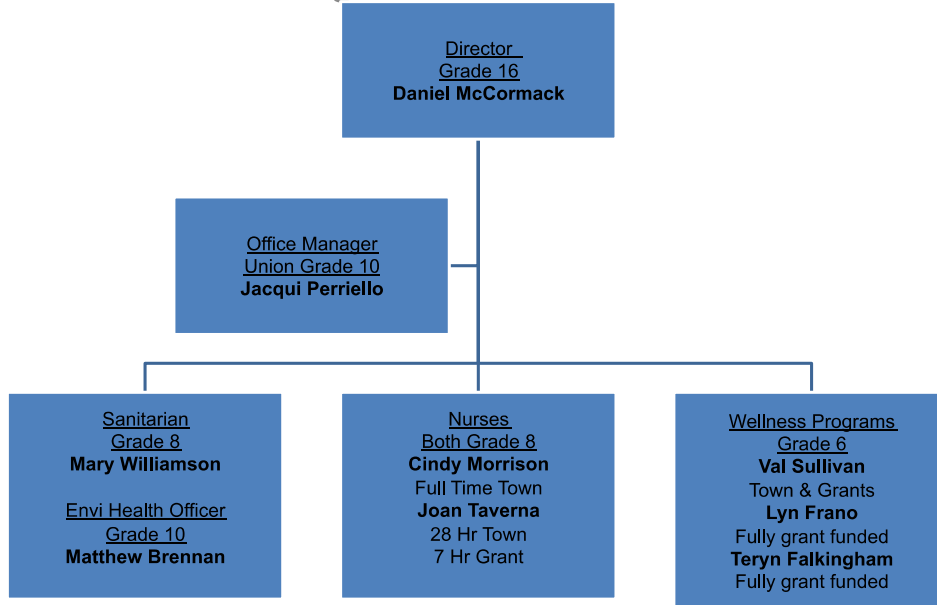 Director
Grade 16
Daniel McCormack
Office Manager
Union Grade 10
Jacqui Perriello
Sanitarian
Grade 8
Mary Williamson
Envi Health Officer
Grade 10
Matthew Brennan
Nurses
Both Grade 8
Cindy Morrison
Full Time Town
Joan Taverna
28 Hr Town
7 Hr Grant
Wellness Programs
Grade 6
Val Sullivan
Town & Grants
Lyn Frano
Fully grant funded
Teryn Falkingham
Fully grant funded